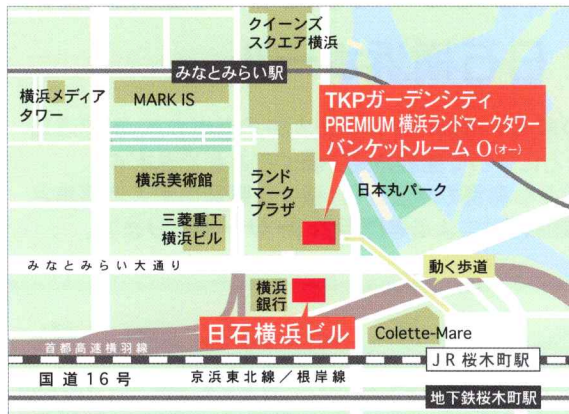 クイーンズ
スクエア横浜
みなとみらい駅
横浜メディア
タワー
MARK IS
TKPガーデンシティ
PREMIUM 横浜ランドマークタワー
バンケットルーム O(オー)
横浜美術館
ランド
マーク
プラザ
日本丸パーク
三菱重工
横浜ビル
みなとみらい大通り
動く歩道
横浜
銀行
日石横浜ビル
Colette-Mare
首都高速横羽線
JR桜木町駅
国道16号
京浜東北線/根岸線
地下鉄桜木町駅